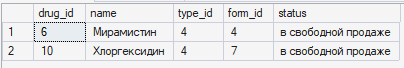 drug_id name type_id form_id status
1 6 Мирамистин 4 4 в свободной продаже
2 10 Хлоргексидин 4 7 в свободной продаже